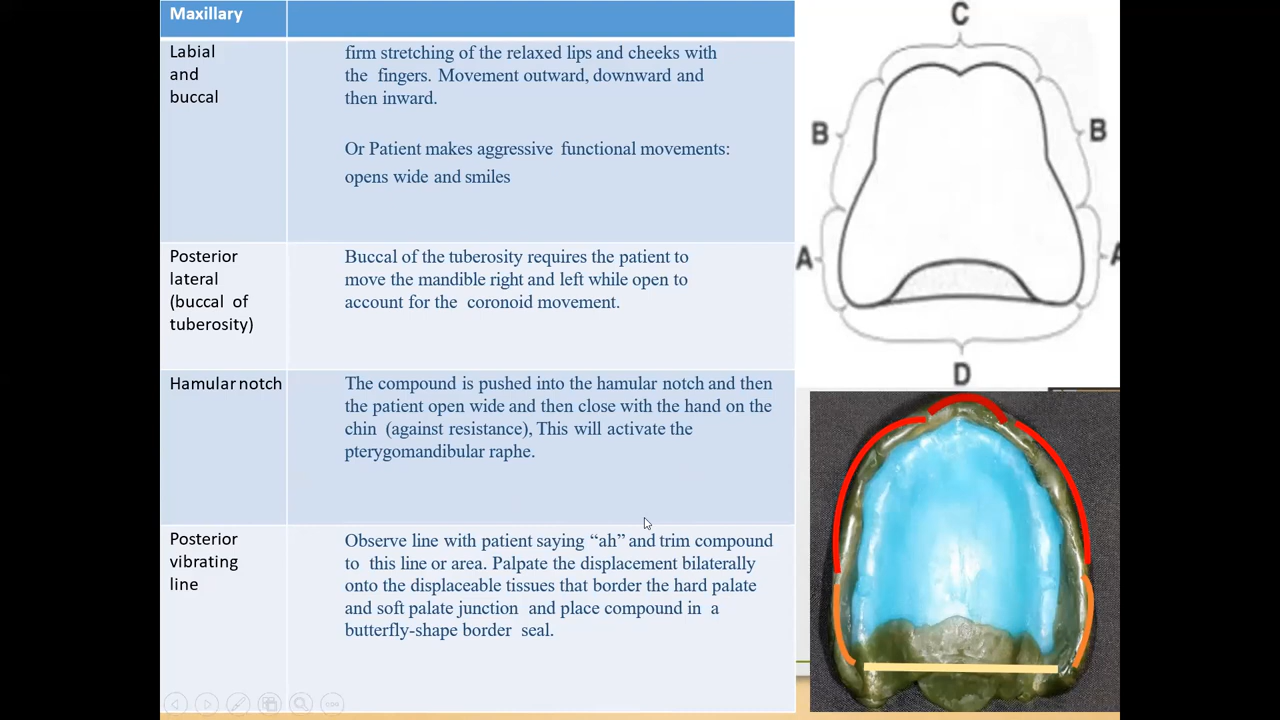 Maxillary
Labial
and
buccal
firm stretching of the relaxed lips and cheeks with
the fingers. Movement outward, downward and
then inward.
Or Patient makes aggressive functional movements:
opens wide and smiles
Posterior
lateral
(buccal of
tuberosity)
Buccal of the tuberosity requires the patient to
move the mandible right and left while open to
account for the coronoid movement.
Hamular notch
The compound is pushed into the hamular notch and then
the patient open wide and then close with the hand on the
chin (against resistance), This will activate the
pterygomandibular raphe.
Posterior
vibrating
line
Observe line with patient saying “ah” and trim compound
to this line or area. Palpate the displacement bilaterally
onto the displaceable tissues that border the hard palate
and soft palate junction and place compound in a
butterfly-shape border seal.
C
B
B
A
A
D